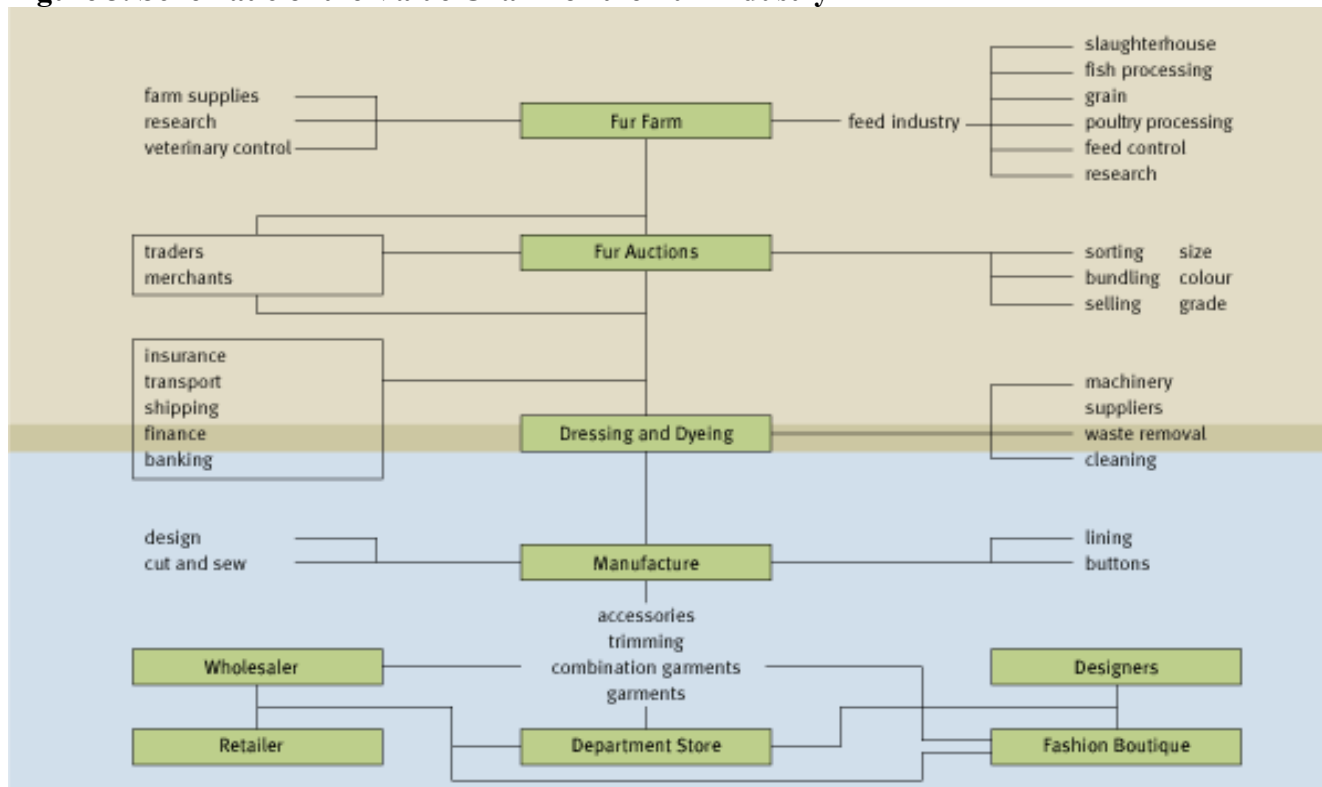 slaughterhouse
fish processing
farm supplies
grain
research
Fur Farm
feed industry
poultry processing
veterinary control
feed control
research
traders
Fur Auctions
sorting size
merchants
bundling colour
selling grade
insurance
transport
machinery
shipping
suppliers
finance
Dressing and Dyeing
waste removal
banking
cleaning
design
lining
cut and sew
Manufacture
buttons
accessories
trimming
Wholesaler
combination garments
Designers
garments
Retailer
Department Store
Fashion Boutique